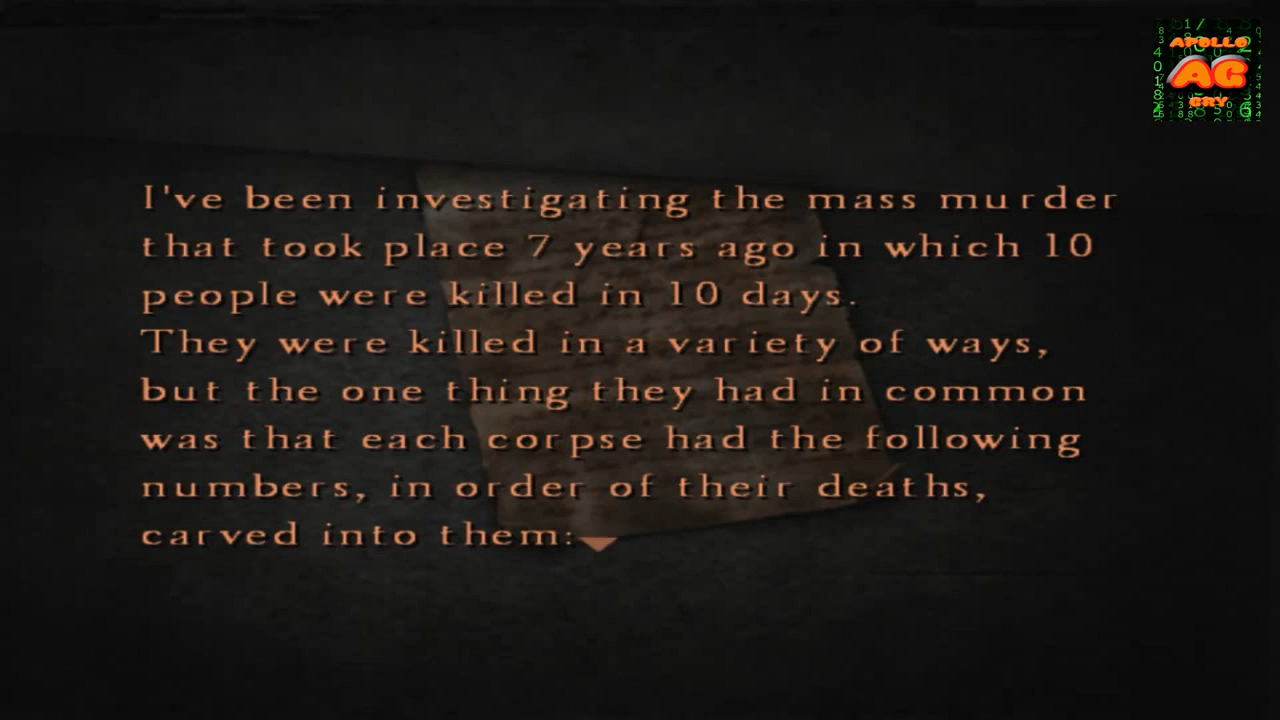 APOLLO
AG
GRY
I've been investigating the mass murder
that took place 7 years ago in which 10
people were killed in 10 days.
They were killed in a variety of ways,
but the one thing they had in common
was that each corpse had the following
numbers, in order of their deaths,
carved into them: